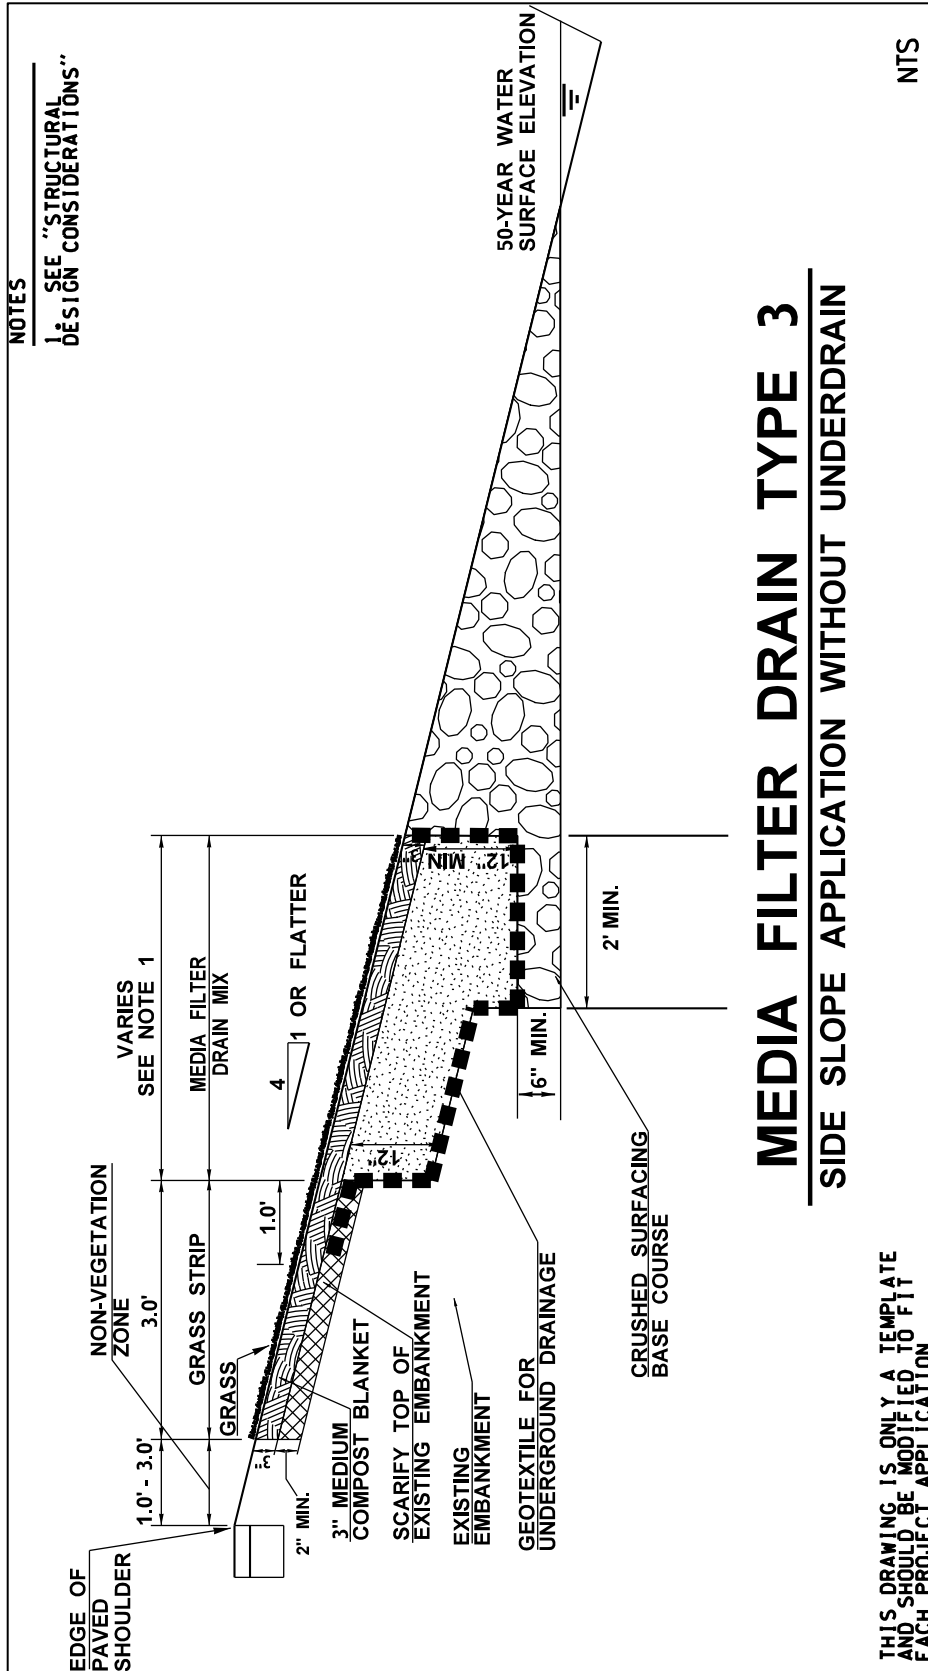 NOTES
1. SEE "STRUCTURAL
DESIGN CONSIDERATIONS"
EDGE OF
PAVED
SHOULDER
1.0' - 3.0'
NON-VEGETATION
ZONE
3.0'
GRASS STRIP
1.0'
VARIES
SEE NOTE 1
MEDIA FILTER
DRAIN MIX
4
1 OR FLATTER
50-YEAR WATER
SURFACE ELEVATION
GRASS
3"
2" MIN.
3" MEDIUM
COMPOST BLANKET
SCARIFY TOP OF
EXISTING EMBANKMENT
EXISTING
EMBANKMENT
GEOTEXTILE FOR
UNDERGROUND DRAINAGE
12"
3"
12"
MIN
6" MIN.
2' MIN.
CRUSHED SURFACING
BASE COURSE
MEDIA FILTER DRAIN TYPE 3
SIDE SLOPE APPLICATION WITHOUT UNDERDRAIN
THIS DRAWING IS ONLY A TEMPLATE
AND SHOULD BE MODIFIED TO FIT
EACH PROJECT APPLICATION
NTS